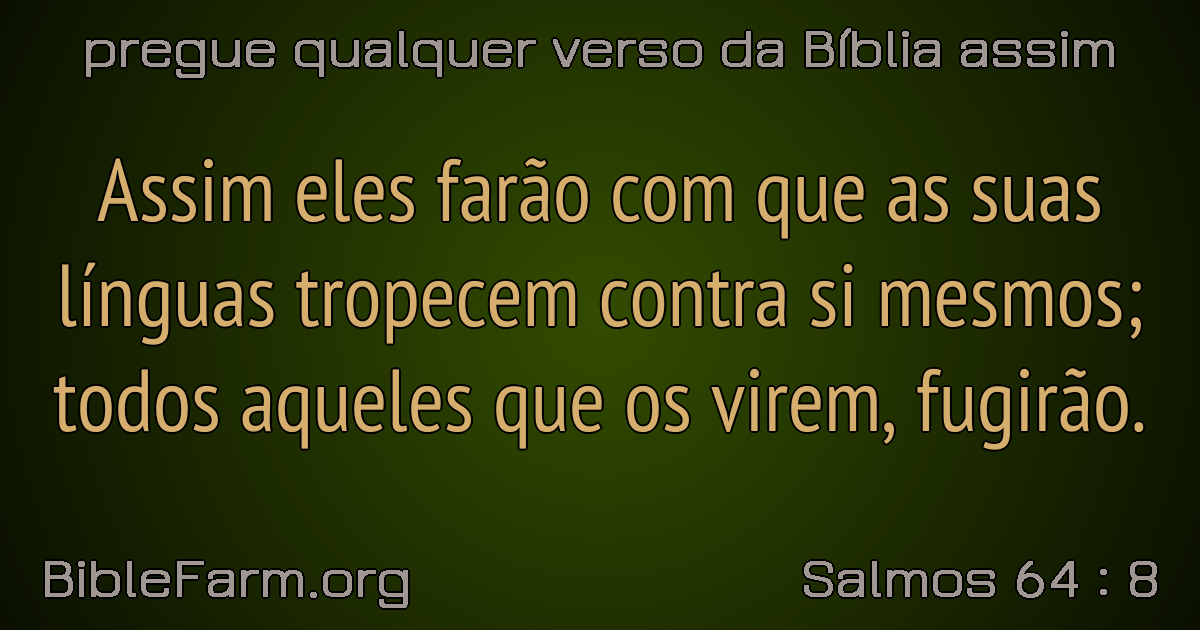 pregue qualquer verso da Bíblia assim
Assim eles farão com que as suas
línguas tropecem contra si mesmos;
todos aqueles que os virem, fugirão.
BibleFarm.org
Salmos 64 : 8